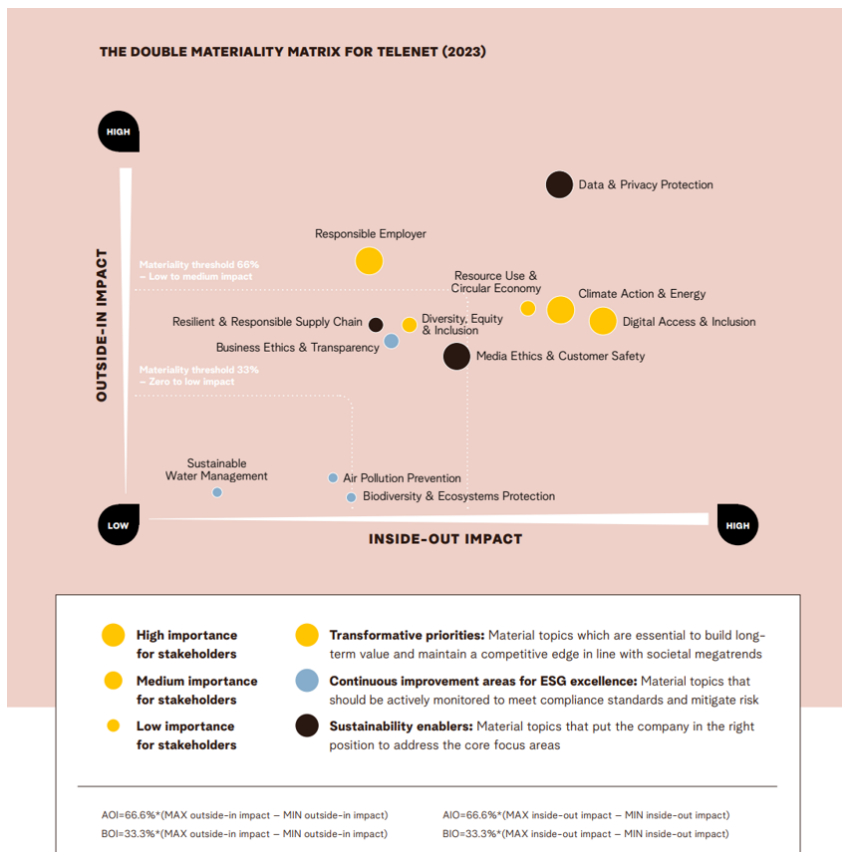 THE DOUBLE MATERIALITY MATRIX FOR TELENET (2023)
HIGH
Data & Privacy Protection
Responsible Employer
Materiality threshold 66%
– Low to medium impact
Resource Use &
Circular Economy
Climate Action & Energy
Resilient & Responsible Supply Chain
Diversity, Equity
& Inclusion
Digital Access & Inclusion
Business Ethics & Transparency
Media Ethics & Customer Safety
Materiality threshold 33%
– Zero to low impact
OUTSIDE-IN IMPACT
Sustainable
Water Management
Air Pollution Prevention
Biodiversity & Ecosystems Protection
LOW
HIGH
INSIDE-OUT IMPACT
High importance
for stakeholders
Medium importance
for stakeholders
Low importance
for stakeholders
Transformative priorities: Material topics which are essential to build long-
term value and maintain a competitive edge in line with societal megatrends
Continuous improvement areas for ESG excellence: Material topics that
should be actively monitored to meet compliance standards and mitigate risk
Sustainability enablers: Material topics that put the company in the right
position to address the core focus areas
AOI=66.6%*(MAX outside-in impact – MIN outside-in impact)
BOI=33.3%*(MAX outside-in impact – MIN outside-in impact)
AIO=66.6%*(MAX inside-out impact – MIN inside-out impact)
BIO=33.3%*(MAX inside-out impact – MIN inside-out impact)